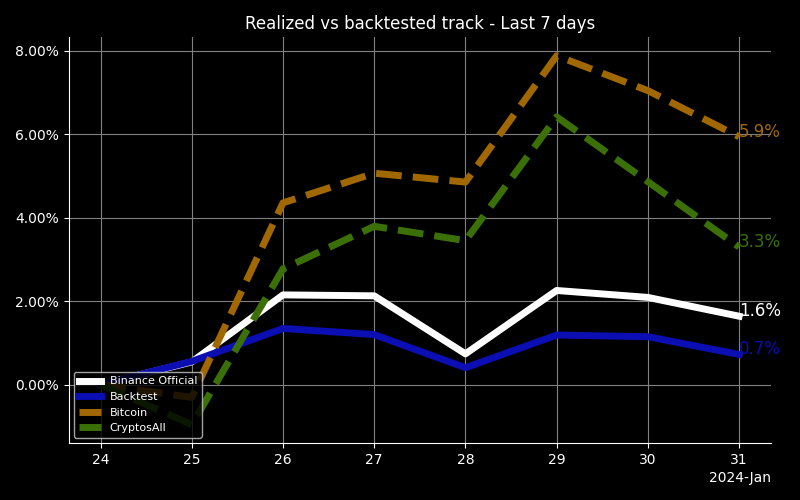 Realized vs backtested track - Last 7 days
8.00%
6.00%
4.00%
2.00%
0.00%
5.9%
3.3%
1.6%
0.7%
Binance Official
Backtest
Bitcoin
CryptosAll
24 25 26 27 28 29 30 31
2024-Jan